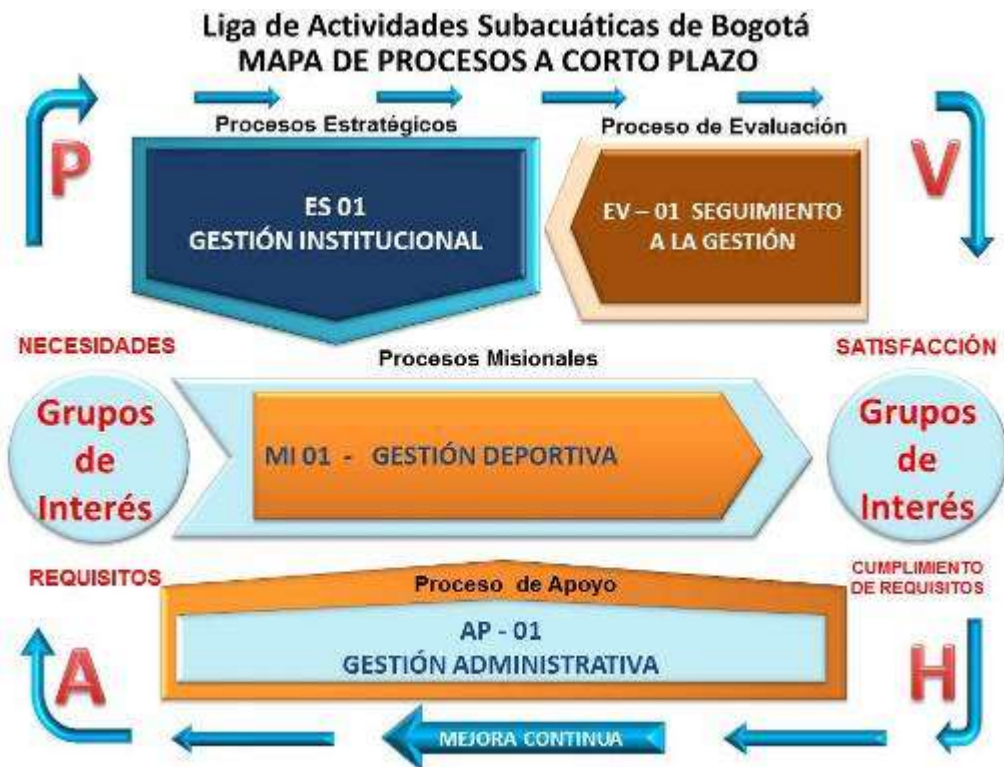 Liga de Actividades Subacuáticas de Bogotá
MAPA DE PROCESOS A CORTO PLAZO
Procesos Estratégicos
Proceso de Evaluación
P
V
ES 01
GESTIÓN INSTITUCIONAL
EV – 01 SEGUIMIENTO
A LA GESTIÓN
NECESIDADES
Procesos Misionales
SATISFACCIÓN
Grupos
de
Interés
MI 01 - GESTIÓN DEPORTIVA
Grupos
de
Interés
REQUISITOS
Proceso de Apoyo
CUMPLIMIENTO
DE REQUISITOS
AP - 01
GESTIÓN ADMINISTRATIVA
A
H
MEJORA CONTINUA